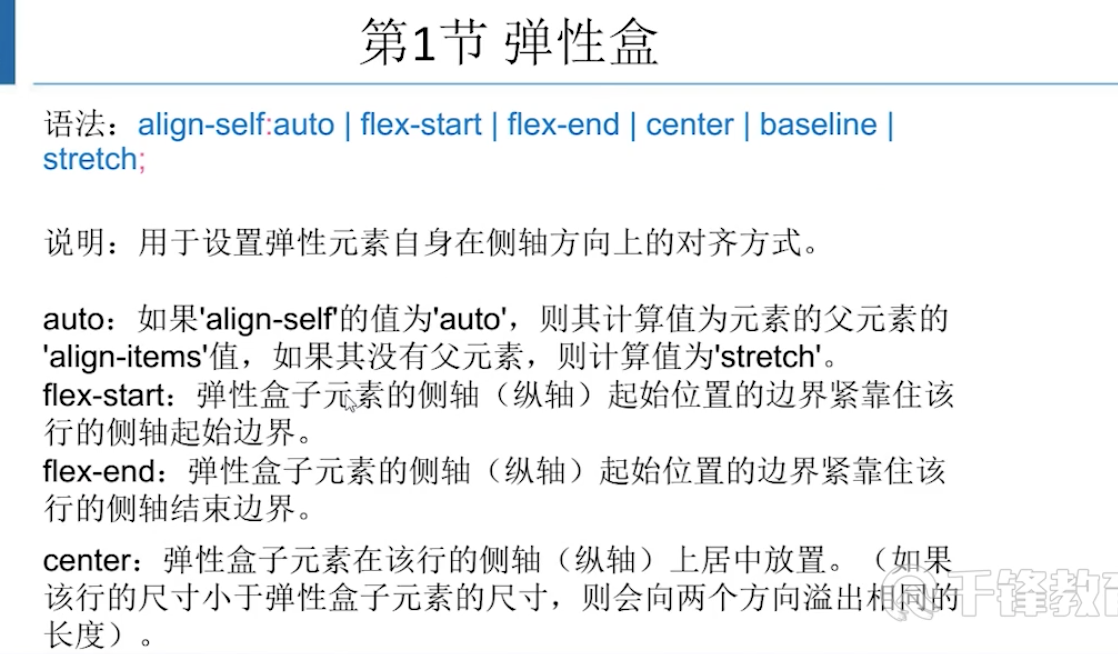 第1节 弹性盒
语法：align-self:auto | flex-start | flex-end | center | baseline |
stretch;
说明：用于设置弹性元素自身在侧轴方向上的对齐方式。
auto：如果'align-self'的值为'auto'，则其计算值为元素的父元素的
'align-items'值，如果其没有父元素，则计算值为'stretch'。
flex-start：弹性盒子元素的侧轴（纵轴）起始位置的边界紧靠住该
行的侧轴起始边界。
flex-end：弹性盒子元素的侧轴（纵轴）起始位置的边界紧靠住该
行的侧轴结束边界。
center：弹性盒子元素在该行的侧轴（纵轴）上居中放置。（如果
该行的尺寸小于弹性盒子元素的尺寸，则会向两个方向溢出相同的
长度）。
千锋教育